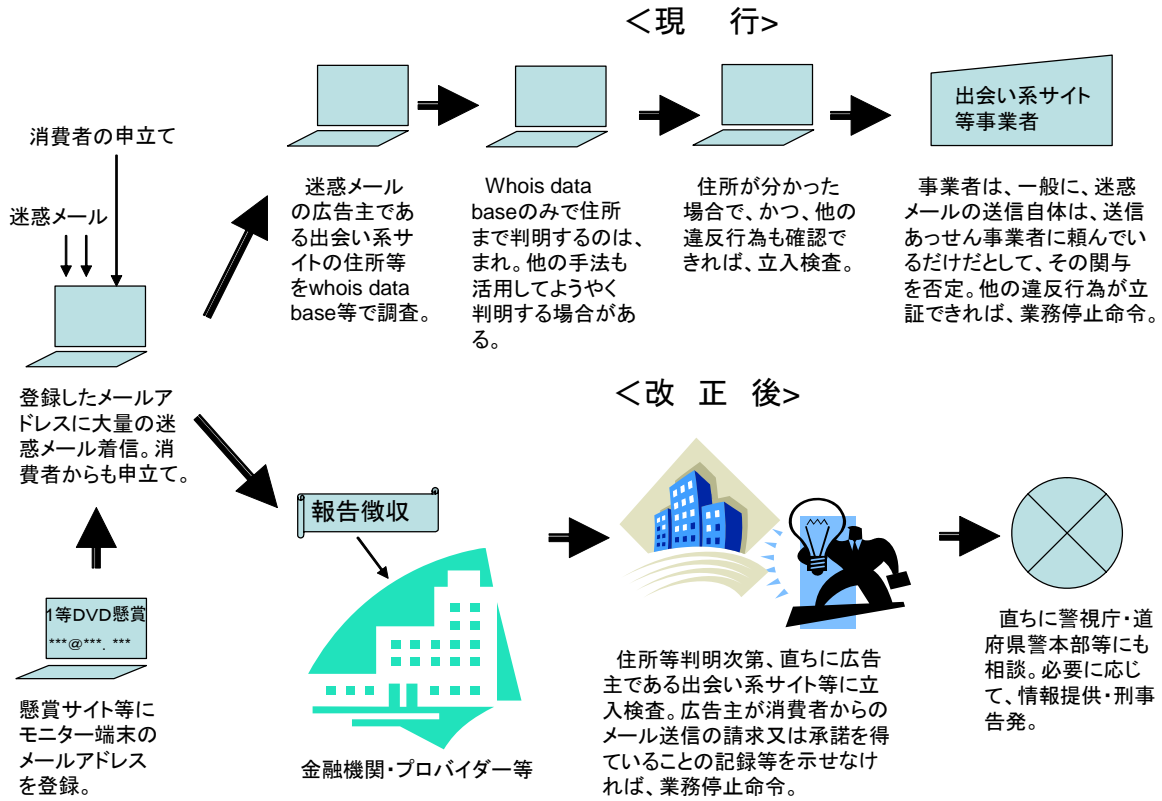 ＜現　行＞
消費者の申立て
迷惑メール
登録したメールア
ドレスに大量の迷
惑メール着信。消
費者からも申立て。
1等DVD懸賞
***@***. ***
懸賞サイト等に
モニター端末の
メールアドレス
を登録。
迷惑メール
の広告主であ
る出会い系サ
イトの住所等
をwhois data
base等で調査。
Whois data
baseのみで住所
まで判明するのは、
まれ。他の手法も
活用してようやく
判明する場合があ
る。
住所が分かった
場合で、かつ、他の
違反行為も確認で
きれば、立入検査。
出会い系サイト
等事業者
事業者は、一般に、迷惑
メールの送信自体は、送信
あっせん事業者に頼んでい
るだけだとして、その関与
を否定。他の違反行為が立
証できれば、業務停止命令。
＜改 正 後＞
報告徴収
金融機関・プロバイダー等
住所等判明次第、直ちに広告
主である出会い系サイト等に立
入検査。広告主が消費者からの
メール送信の請求又は承諾を得
ていることの記録等を示せなけ
れば、業務停止命令。
直ちに警視庁・道
府県警本部等にも
相談。必要に応じ
て、情報提供・刑事
告発。